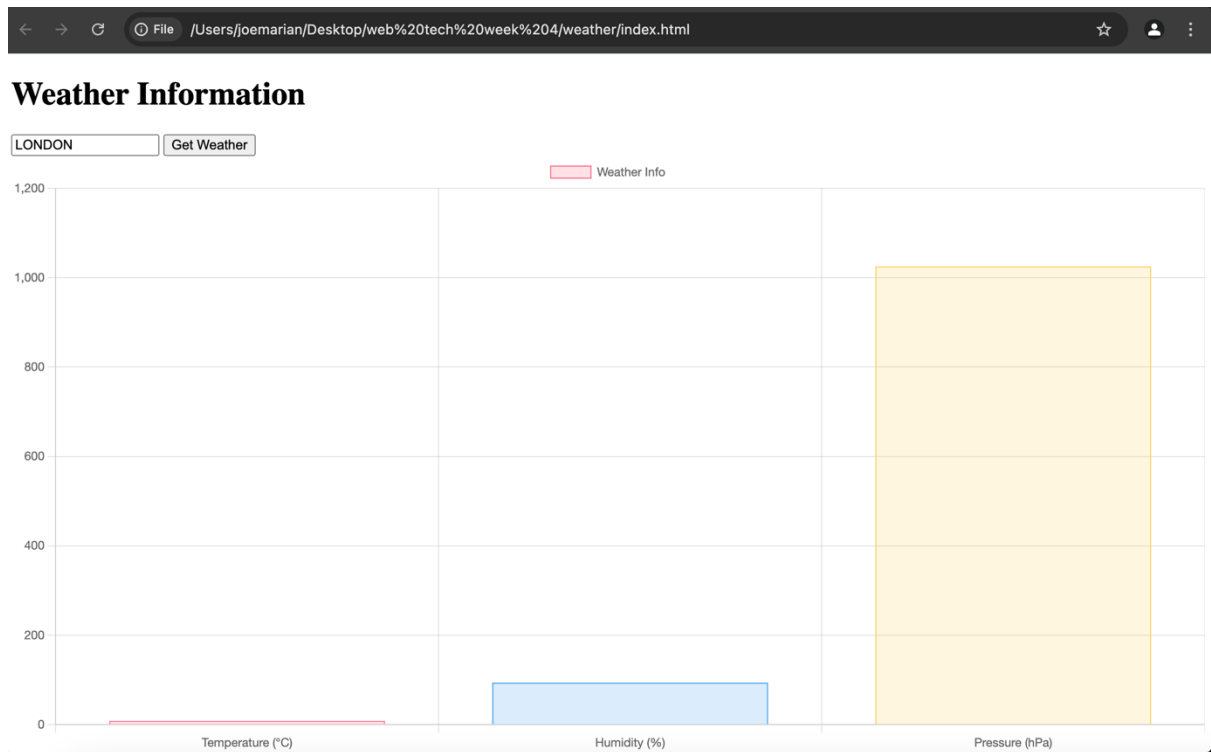 File /Users/joemarian/Desktop/web%20tech%20week%204/weather/index.html
Weather Information
LONDON Get Weather
Weather Info
1,200
1,000
800
600
400
200
0
Temperature (°C) Humidity (%) Pressure (hPa)